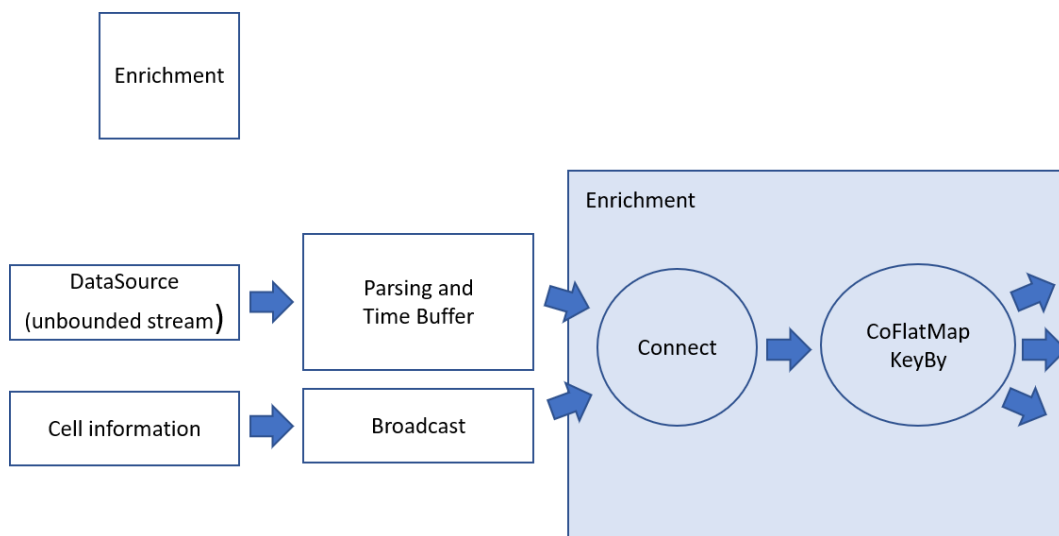 Enrichment
Enrichment
DataSource
(unbounded stream)
Parsing and
Time Buffer
Connect
CoFlatMap
KeyBy
Cell information
Broadcast